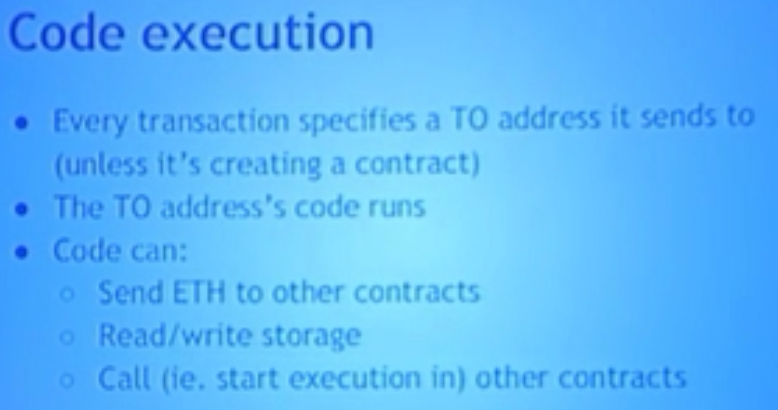 Code execution
• Every transaction specifies a TO address it sends to
(unless it's creating a contract)
• The TO address's code runs
• Code can:
○ Send ETH to other contracts
○ Read/write storage
○ Call (ie. start execution in) other contracts